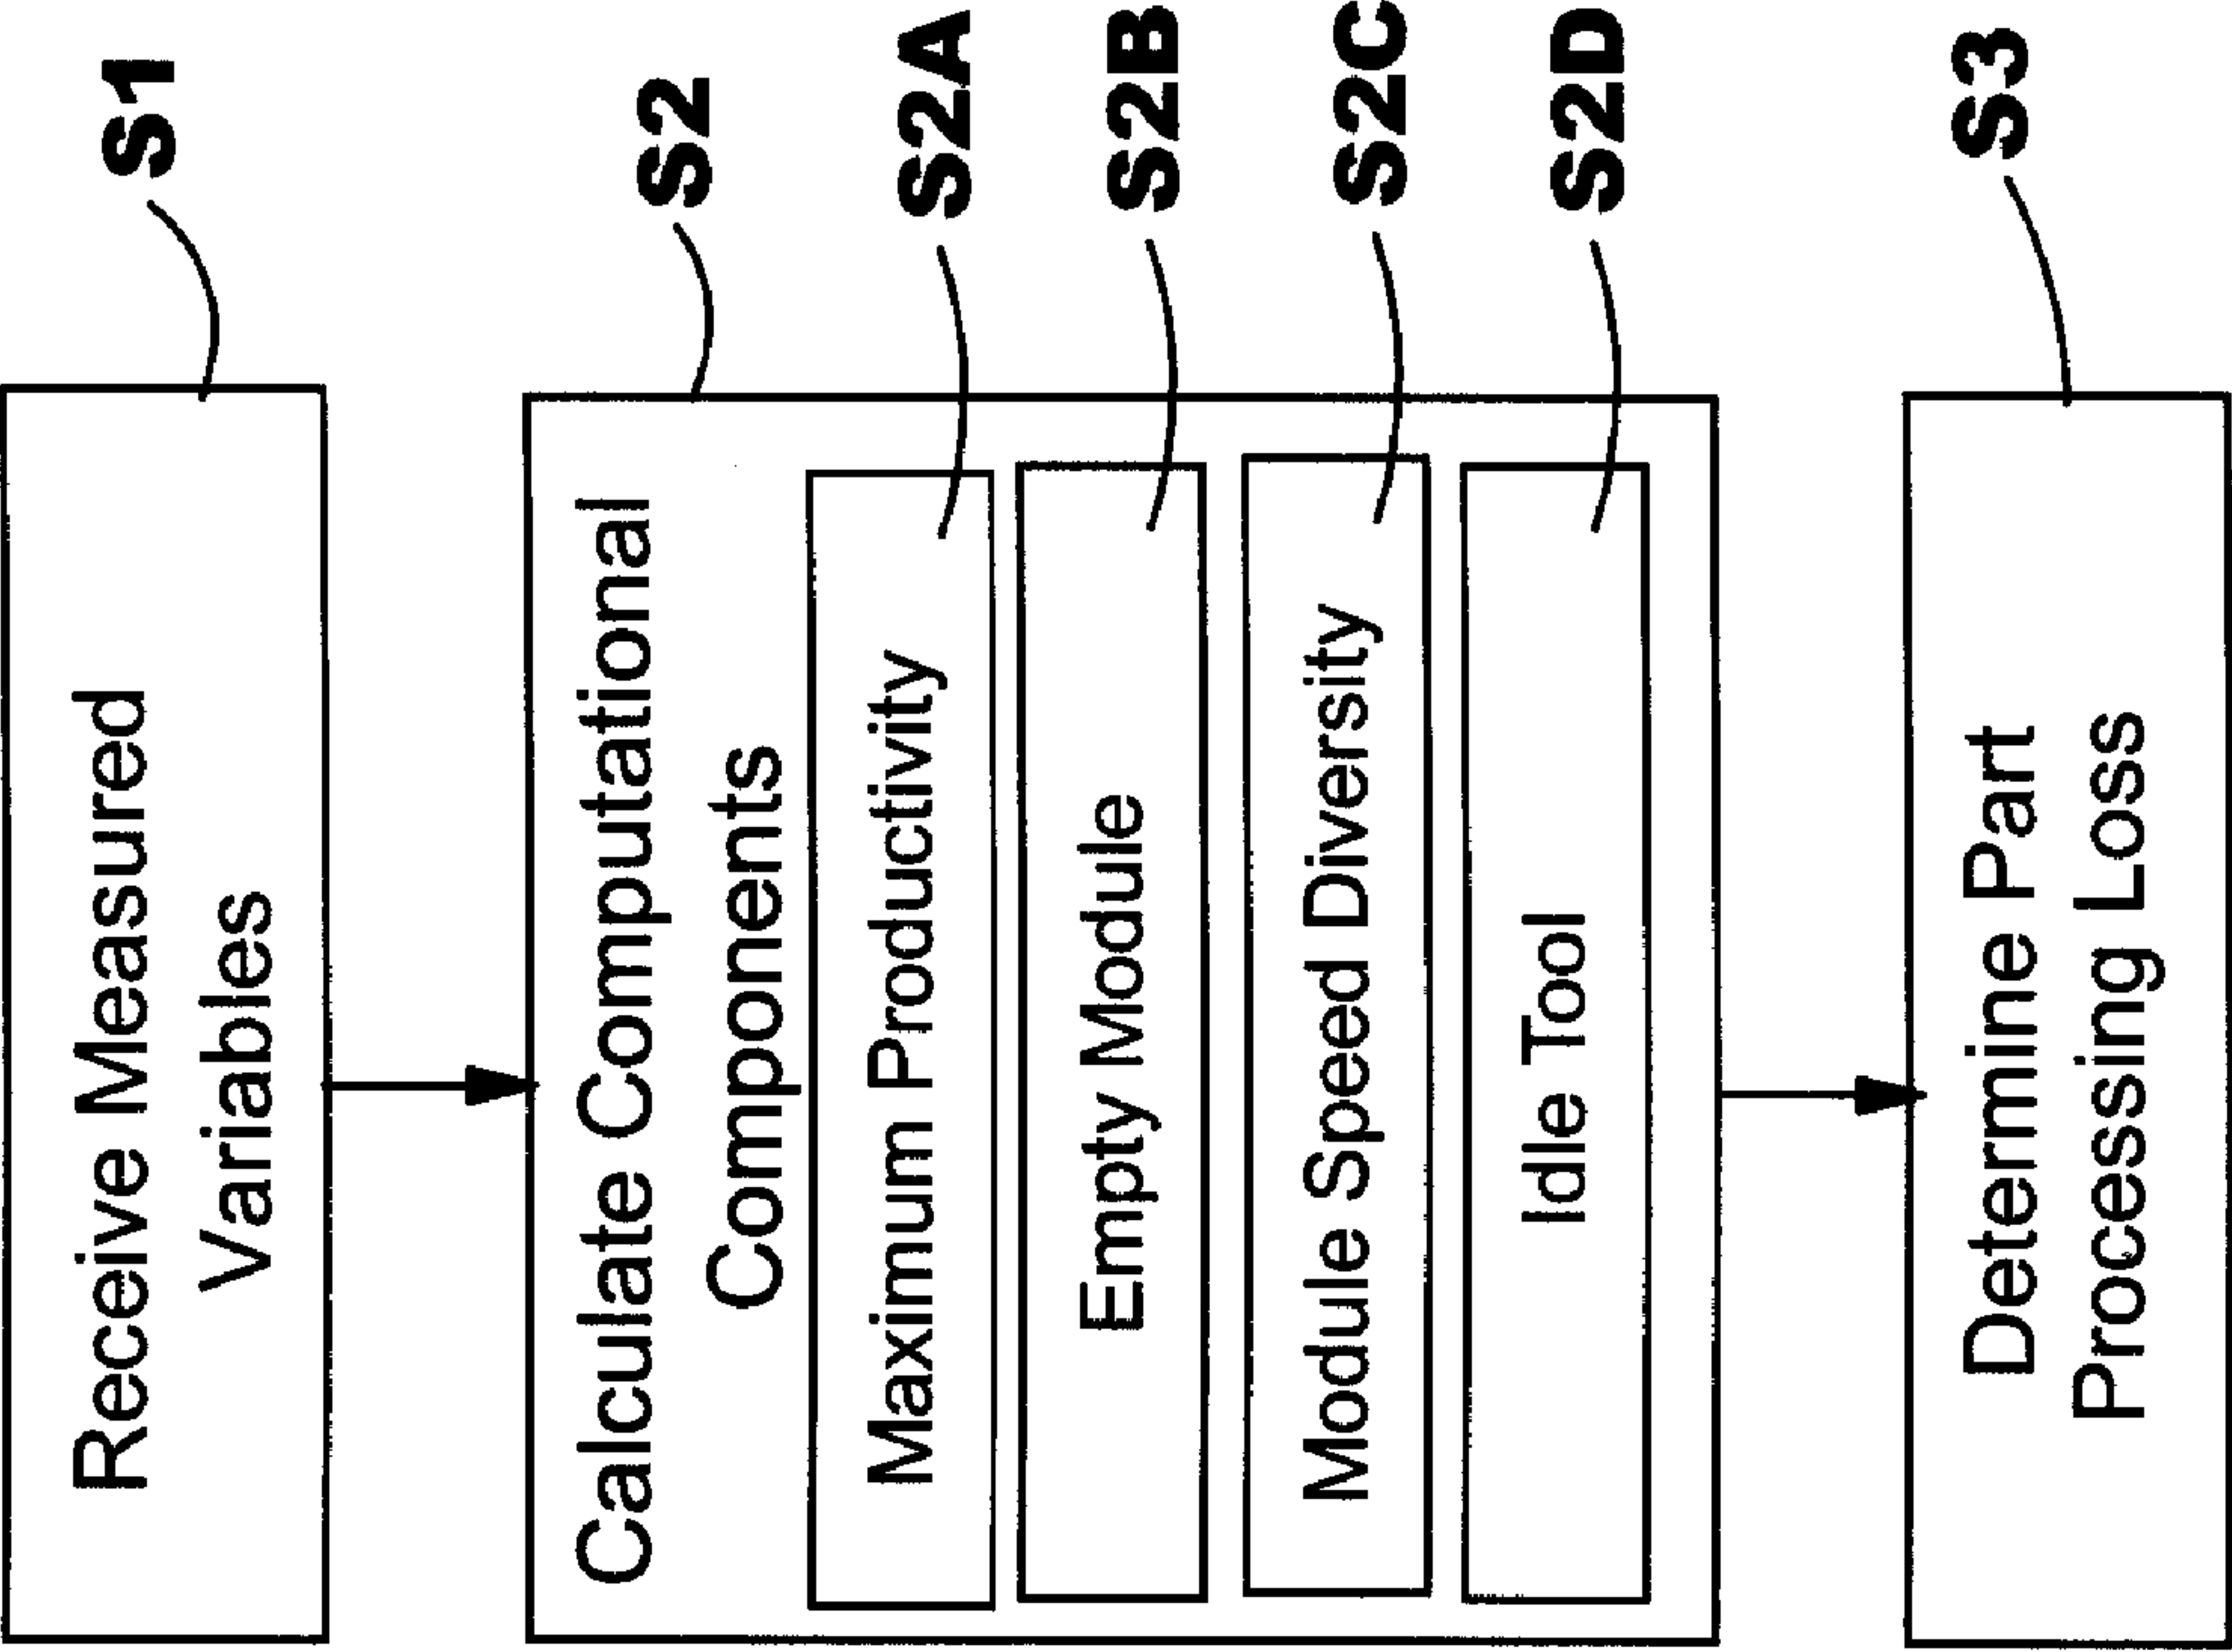 Receive Measured
Variables
S1
Calculate Computational
Components
S2
Maximum Productivity
S2A
Empty Module
S2B
Module Speed Diversity
S2C
Idle Tool
S2D
Determine Part
Processing Loss
S3